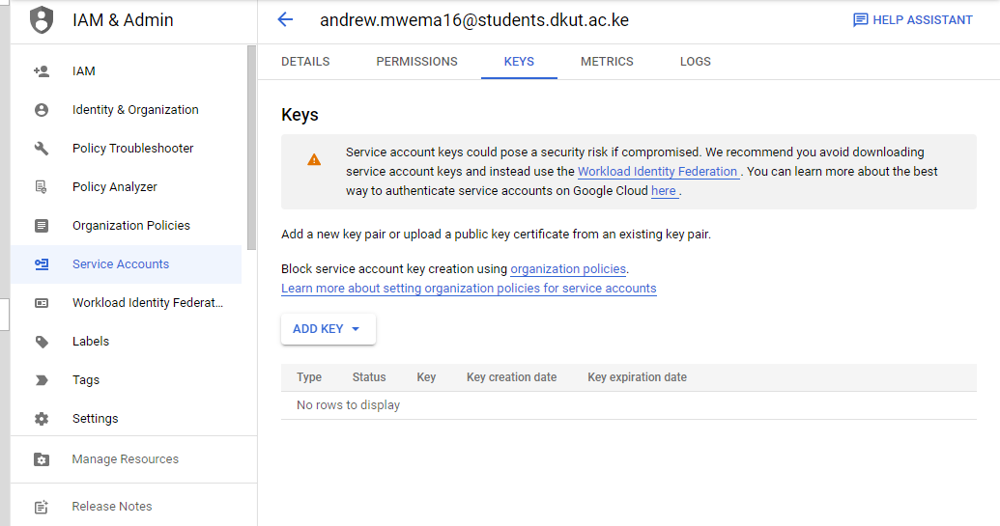 IAM & Admin
andrew.mwema16@students.dkut.ac.ke
HELP ASSISTANT
IAM
Identity & Organization
Policy Troubleshooter
Policy Analyzer
Organization Policies
Service Accounts
Workload Identity Federat...
Labels
Tags
Settings
Manage Resources
Release Notes
DETAILS PERMISSIONS KEYS METRICS LOGS
Keys
Service account keys could pose a security risk if compromised. We recommend you avoid downloading
service account keys and instead use the Workload Identity Federation . You can learn more about the best
way to authenticate service accounts on Google Cloud here .
Add a new key pair or upload a public key certificate from an existing key pair.
Block service account key creation using organization policies.
Learn more about setting organization policies for service accounts
ADD KEY
Type Status Key Key creation date Key expiration date
No rows to display